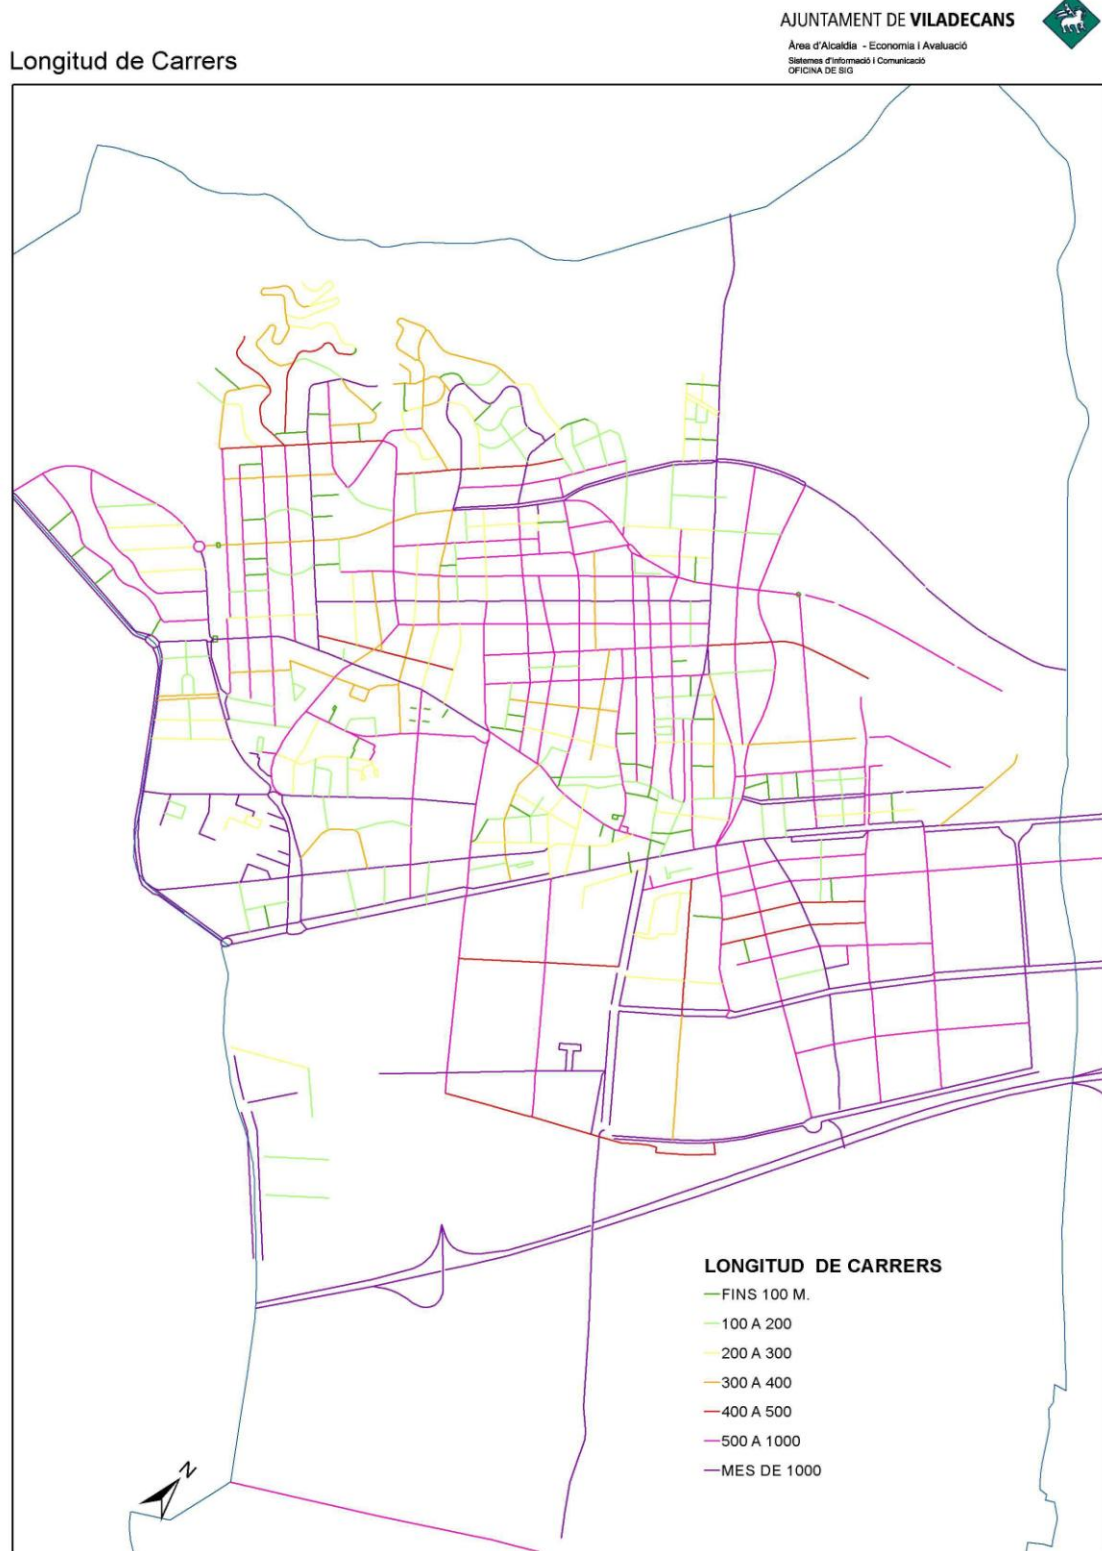 AJUNTAMENT DE VILADECANS
Àrea d'Alcaldia - Economia i Avaluació
Sistemes d'Informació i Comunicació
OFICINA DE SIG
Longitud de Carrers
LONGITUD DE CARRERS
FINS 100 M.
100 A 200
200 A 300
300 A 400
400 A 500
500 A 1000
MES DE 1000
N